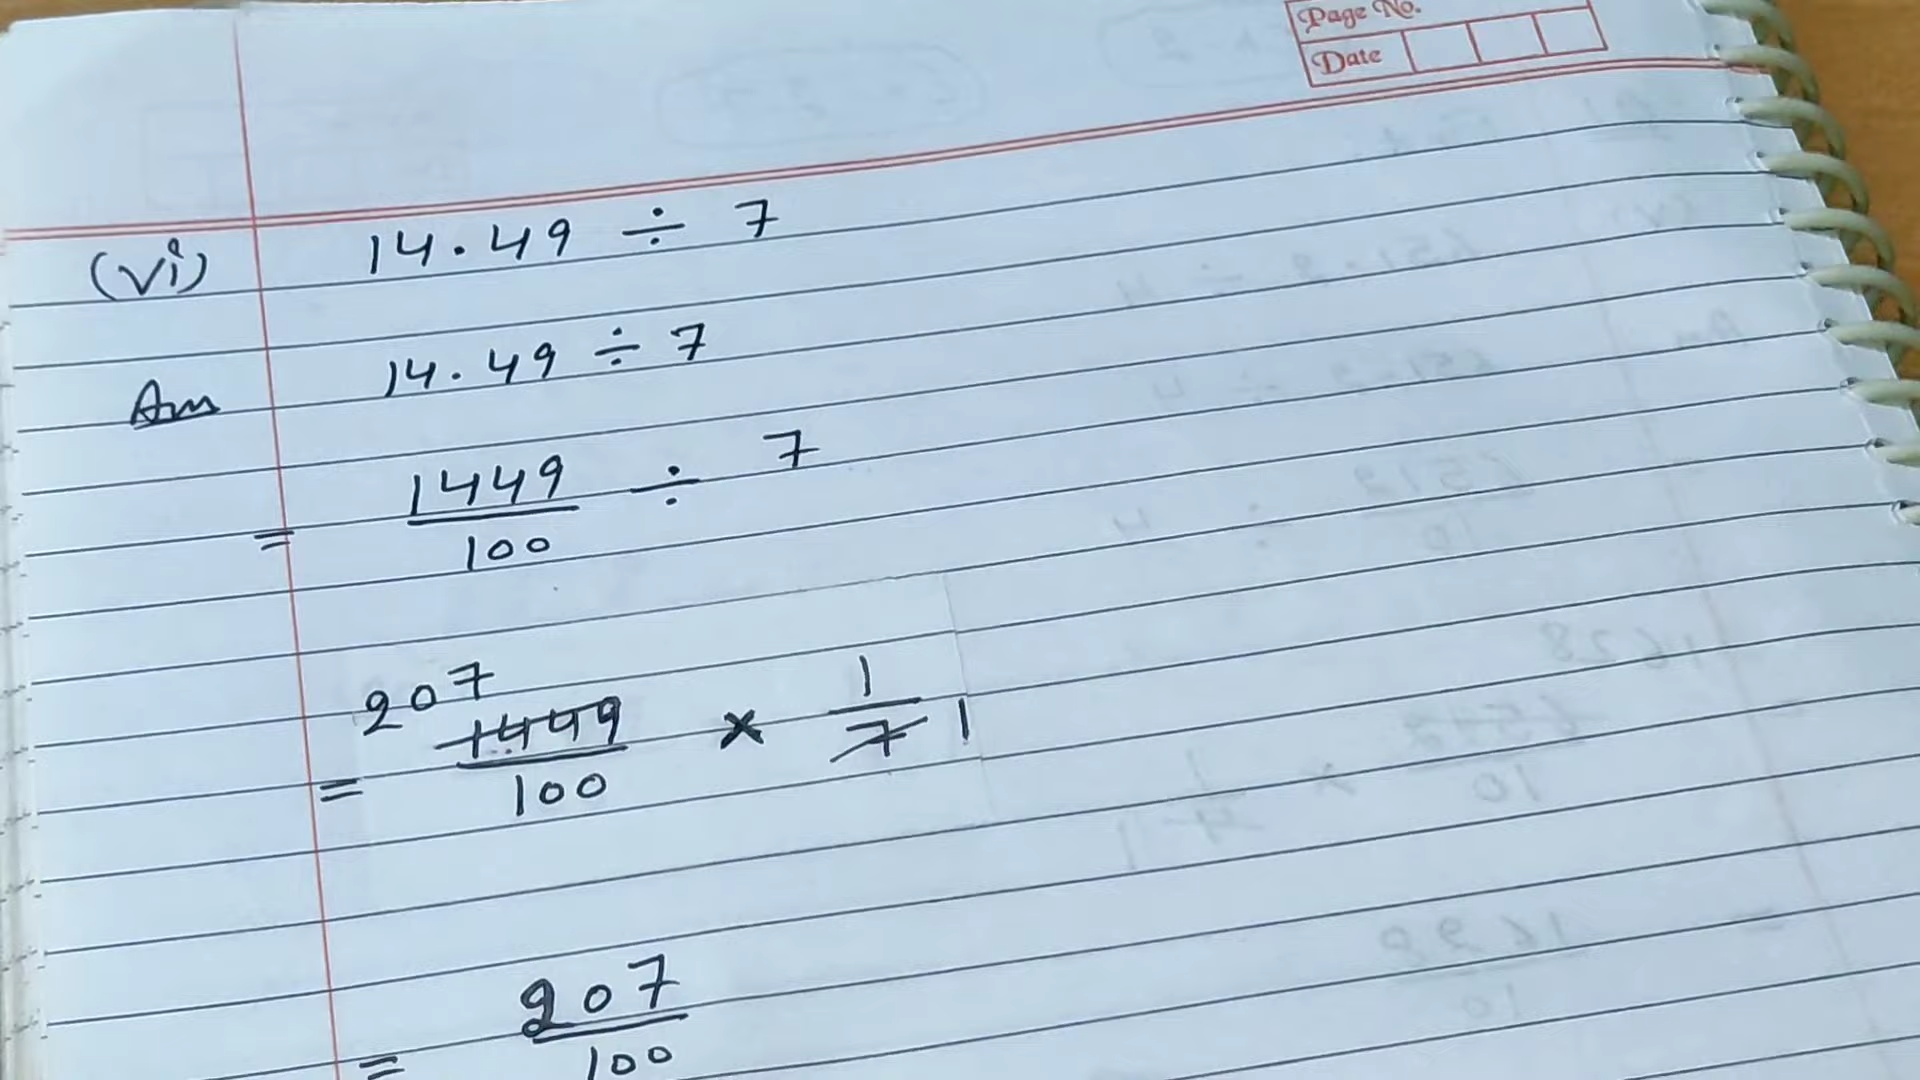 Page No.
Date
(vi) 14.49 ÷ 7
Ans 14.49 ÷ 7
= 1449/100 ÷ 7
207 1
= 1449/100 × 1/7
= 207/100